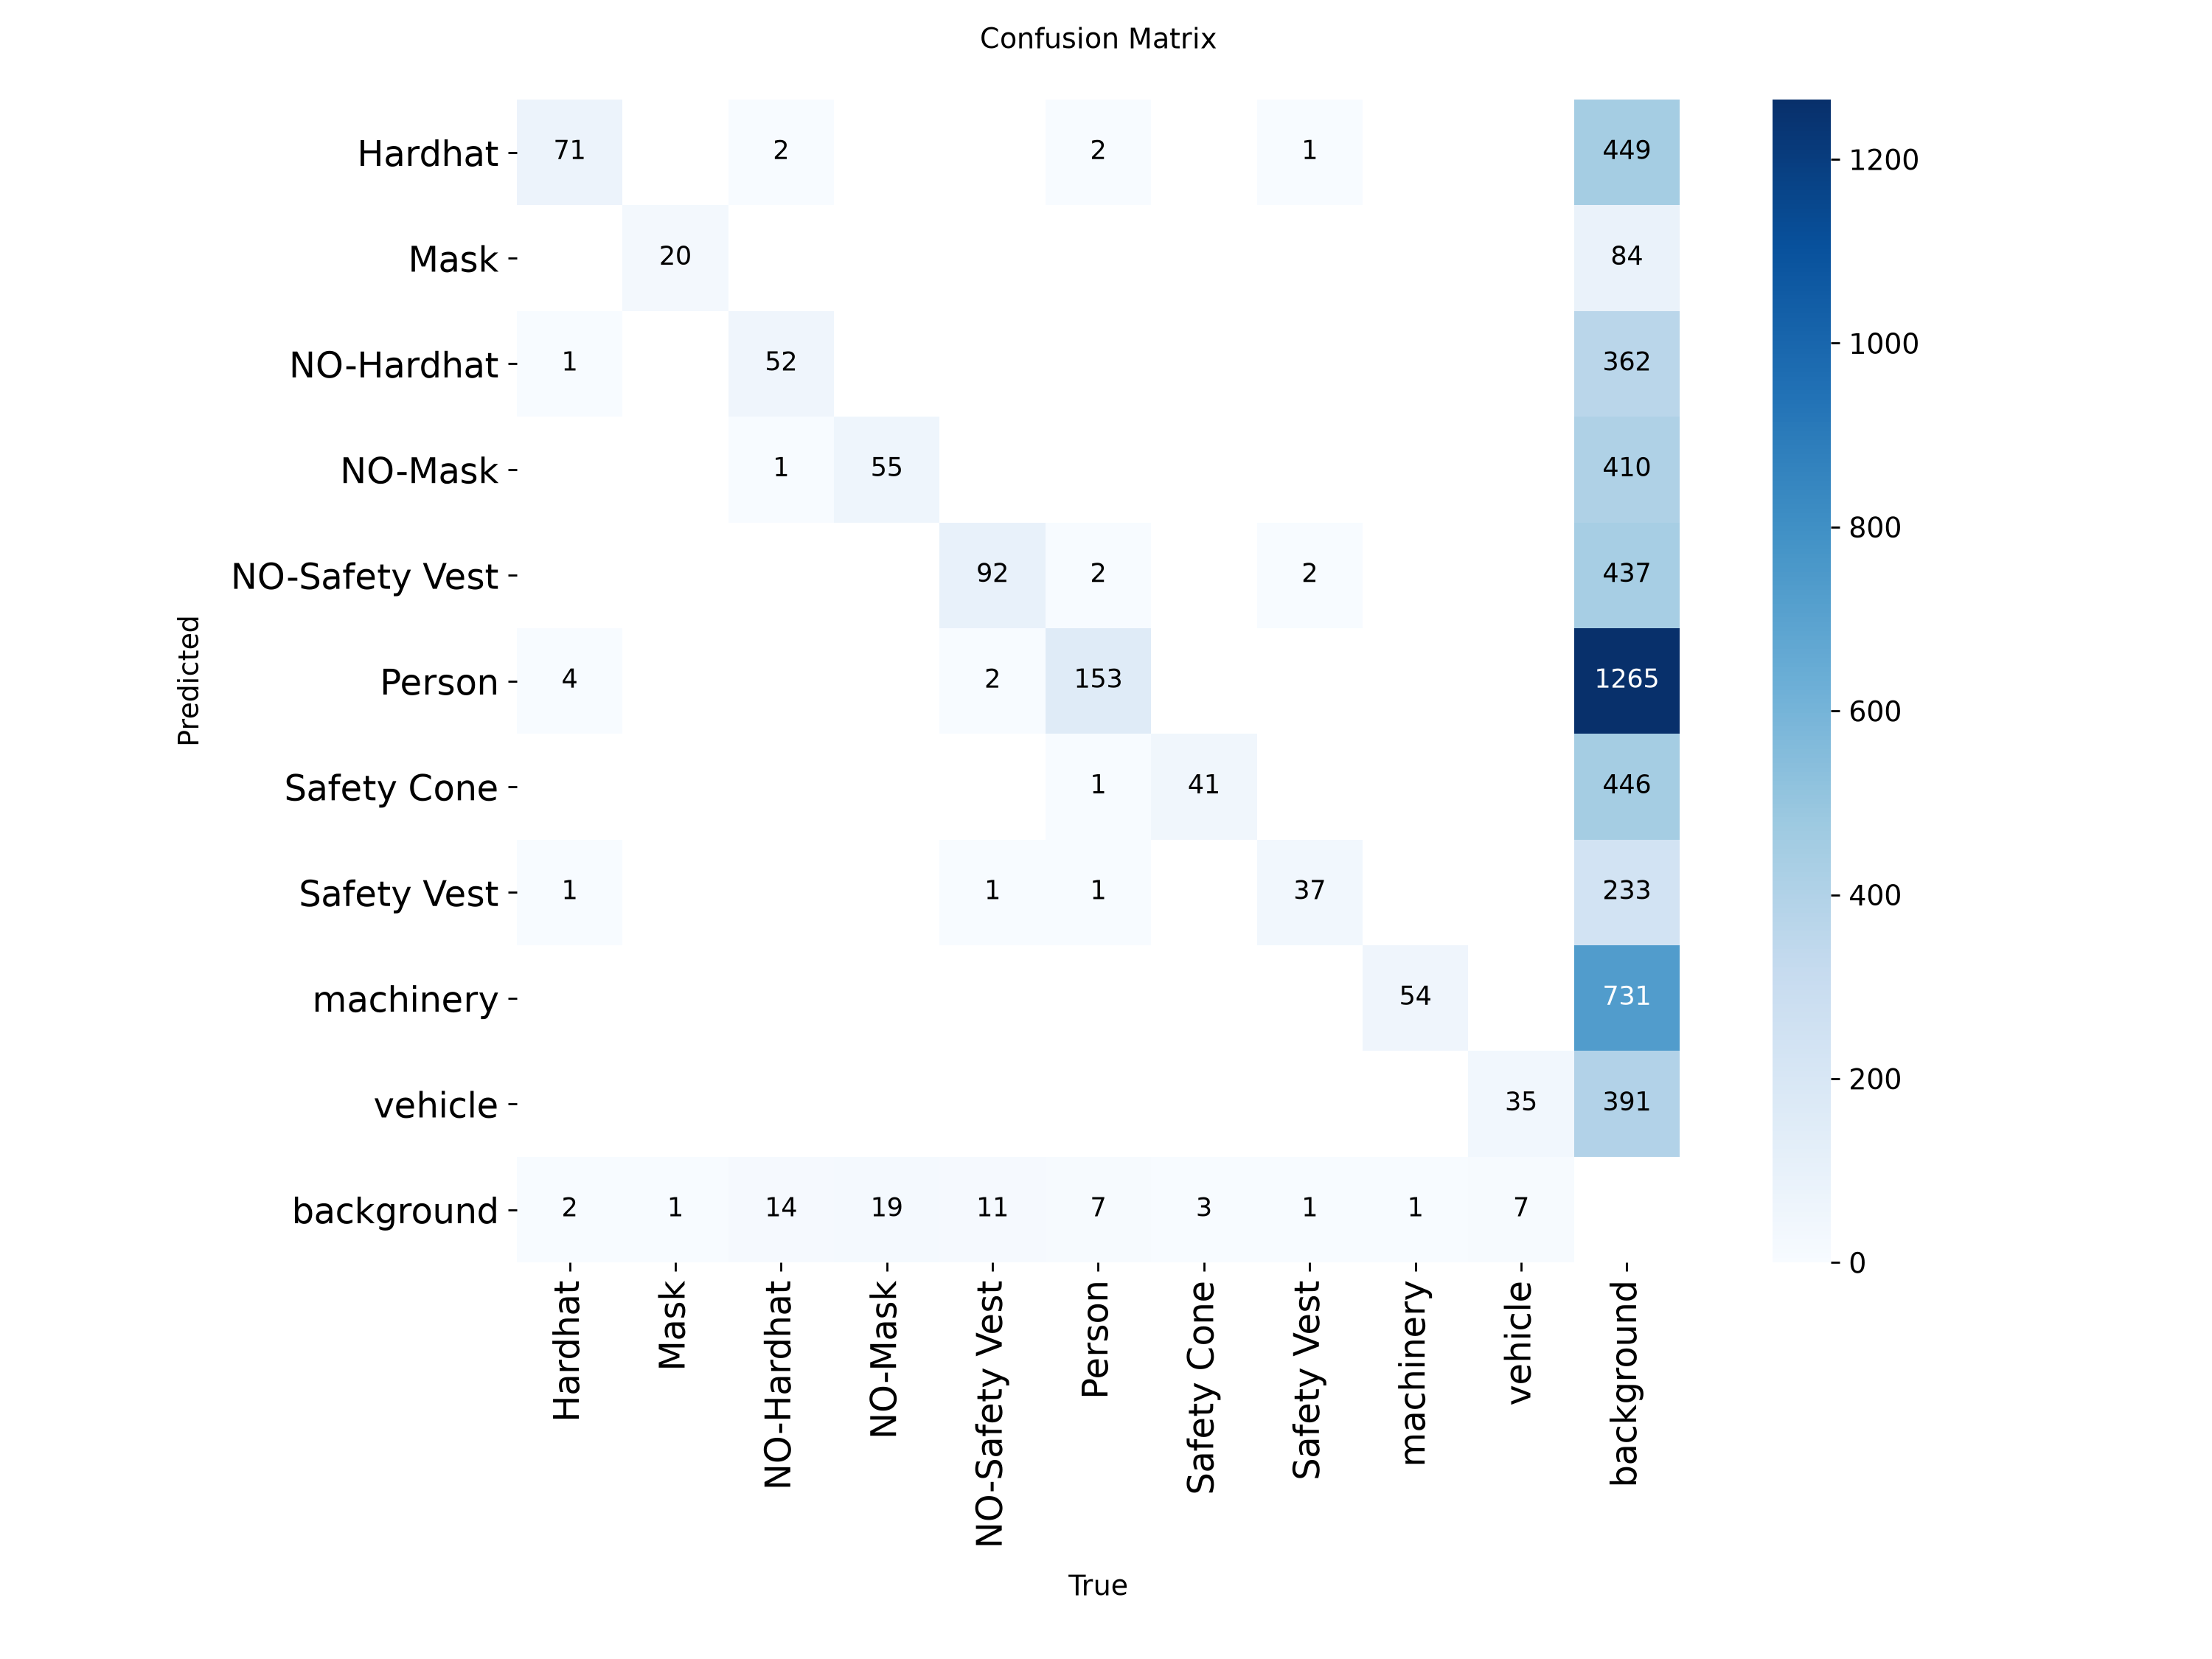 Confusion Matrix
Hardhat 71 2 2 1 449
Mask 20 84
NO-Hardhat 1 52 362
NO-Mask 1 55 410
NO-Safety Vest 92 2 2 437
Person 4 2 153 1265
Safety Cone 1 41 446
Safety Vest 1 1 1 37 233
machinery 54 731
vehicle 35 391
background 2 1 14 19 11 7 3 1 1 7
Predicted
Hardhat
Mask
NO-Hardhat
NO-Mask
NO-Safety Vest
Person
Safety Cone
Safety Vest
machinery
vehicle
background
True
1200
1000
800
600
400
200
0